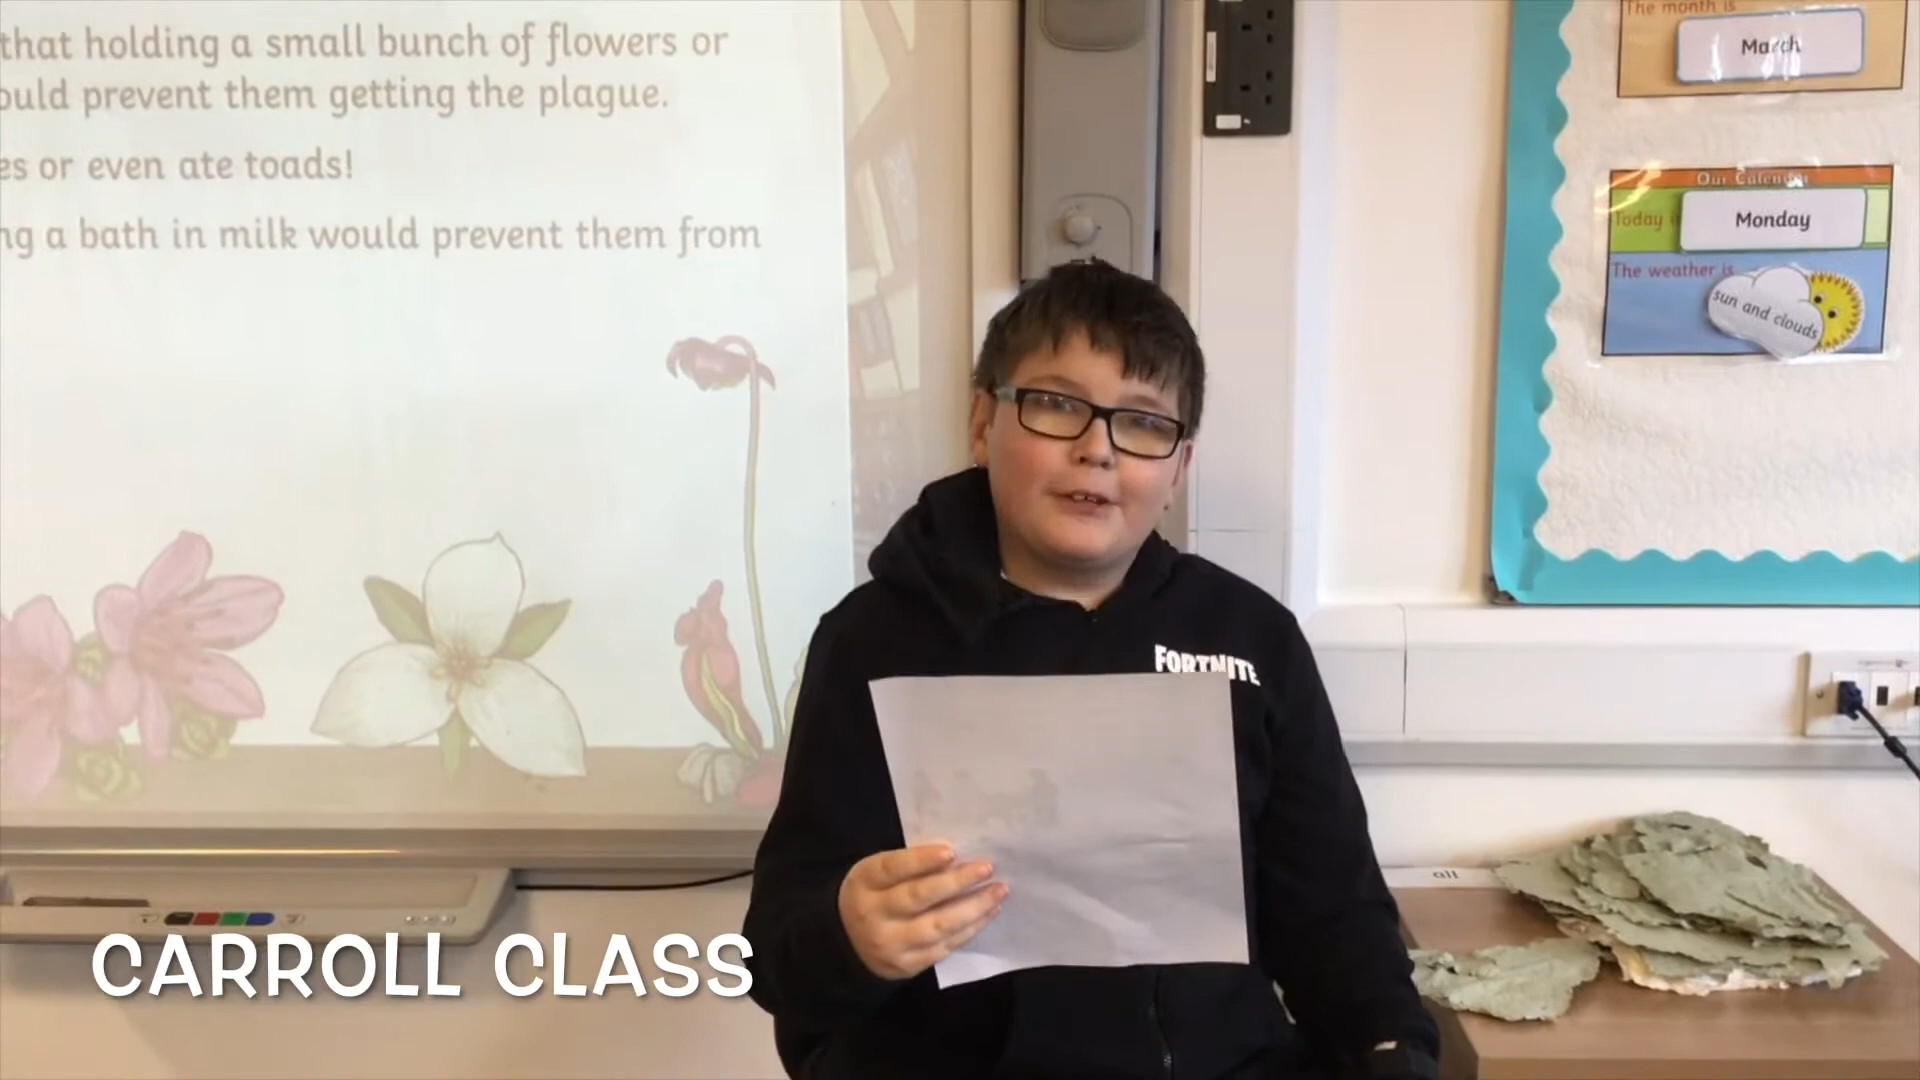 that holding a small bunch of flowers or
ould prevent them getting the plague.
es or even ate toads!
ng a bath in milk would prevent them from
The month is
March
Our Calendar
Today is
Monday
The weather is
sun and clouds
FORTNITE
all
CARROLL CLASS